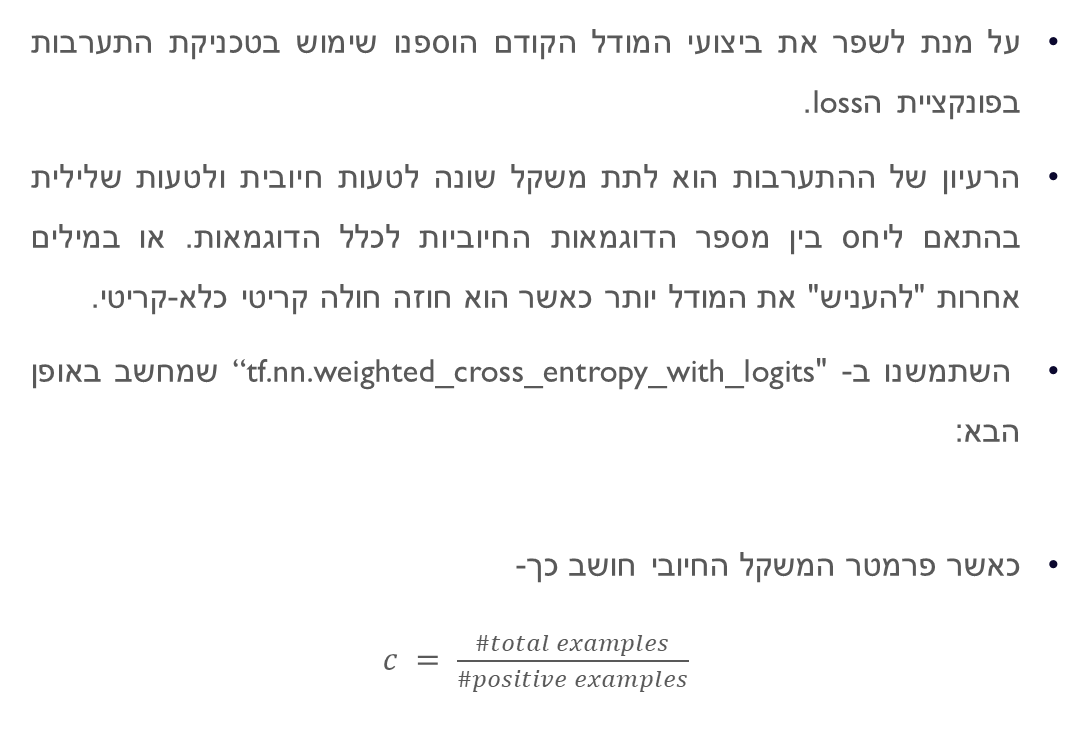 • על מנת לשפר את ביצועי המודל הקודם הוספנו שימוש בטכניקת התערבות
בפונקציית הloss.
• הרעיון של ההתערבות הוא לתת משקל שונה לטעות חיובית ולטעות שלילית
בהתאם ליחס בין מספר הדוגמאות החיוביות לכלל הדוגמאות. או במילים
אחרות "להעניש" את המודל יותר כאשר הוא חוזה חולה קריטי כלא-קריטי.
• השתמשנו ב- "tf.nn.weighted_cross_entropy_with_logits“ שמחשב באופן
הבא:
• כאשר פרמטר המשקל החיובי חושב כך-
c = #total examples
#positive examples